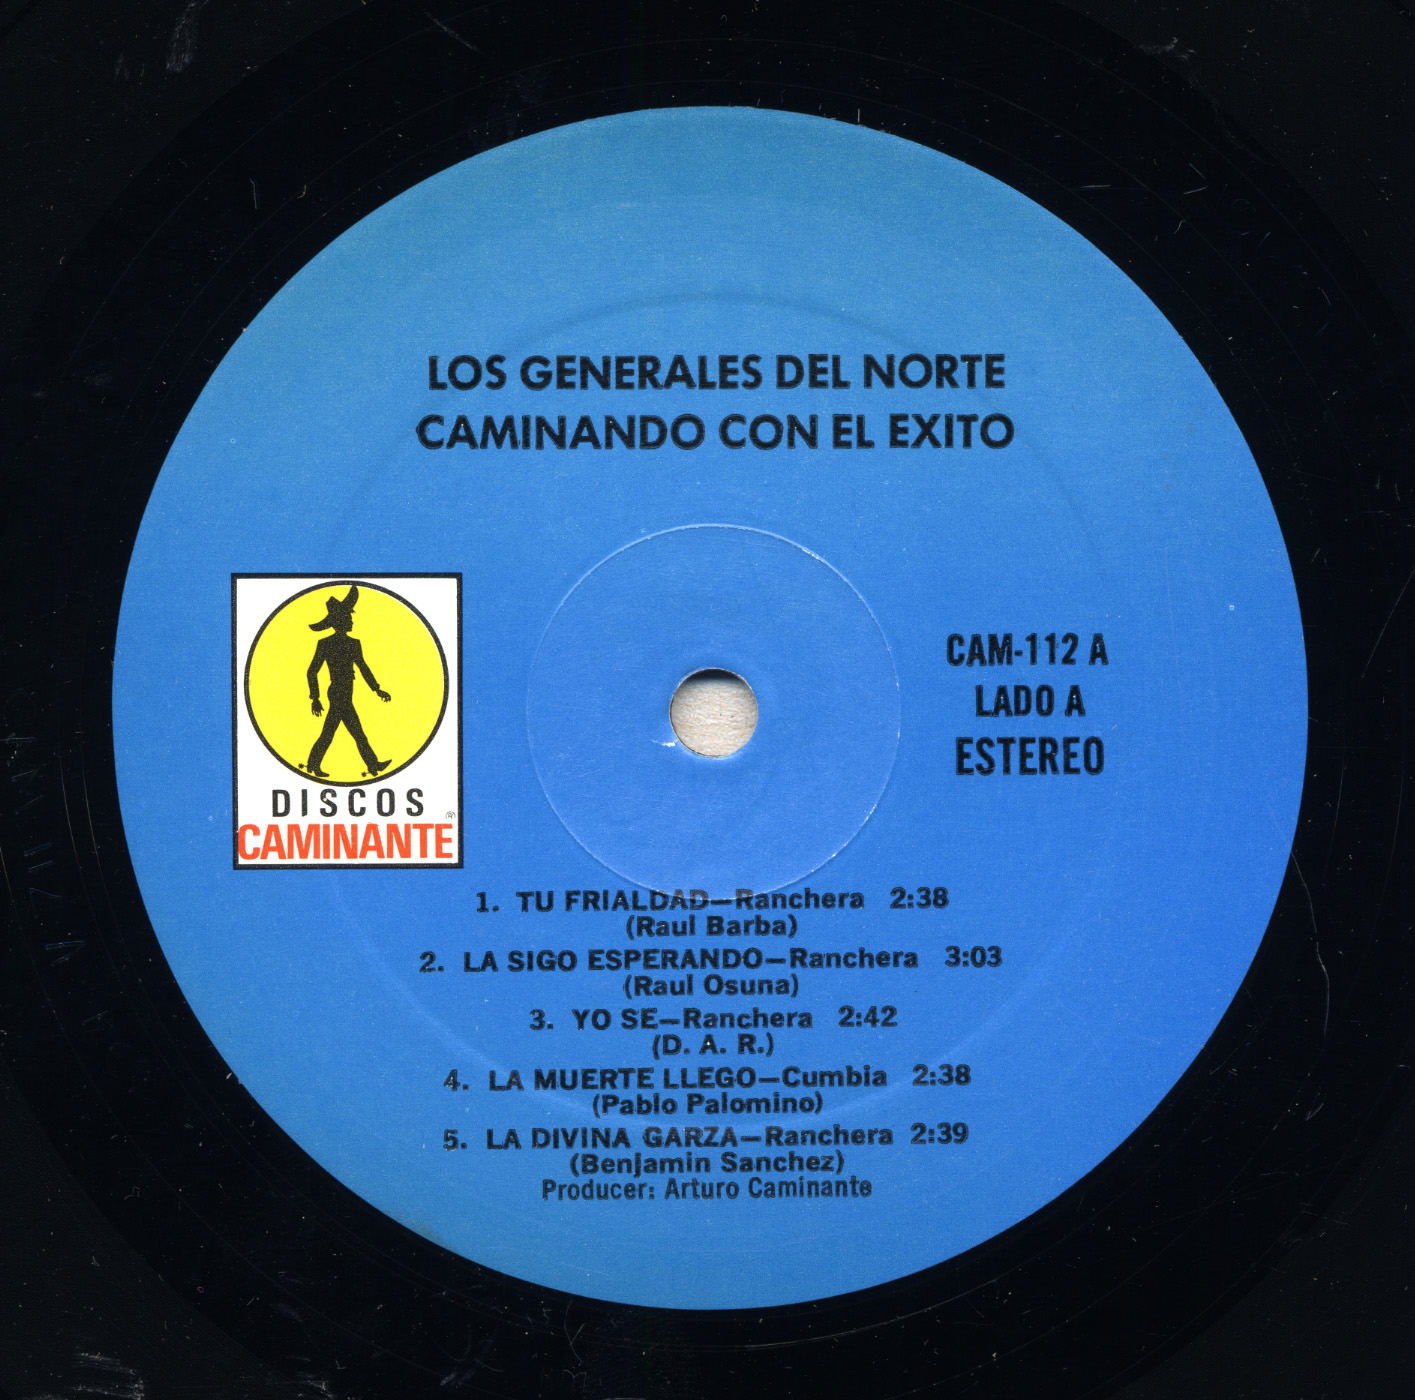 LOS GENERALES DEL NORTE
CAMINANDO CON EL EXITO
DISCOS
CAMINANTE
®
CAM-112 A
LADO A
ESTEREO
1. TU FRIALDAD—Ranchera 2:38
(Raul Barba)
2. LA SIGO ESPERANDO—Ranchera 3:03
(Raul Osuna)
3. YO SE—Ranchera 2:42
(D. A. R.)
4. LA MUERTE LLEGO—Cumbia 2:38
(Pablo Palomino)
5. LA DIVINA GARZA—Ranchera 2:39
(Benjamin Sanchez)
Producer: Arturo Caminante